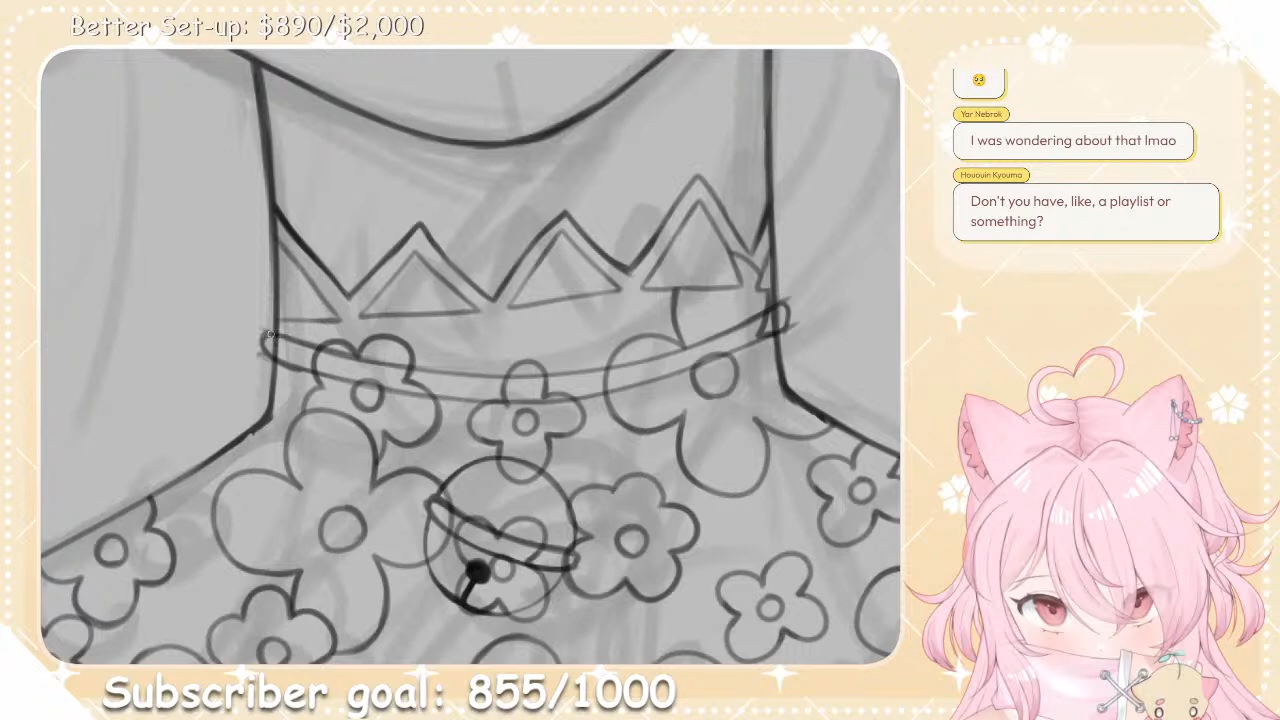 Better Set-up: $890/$2,000
Yar Nebrok
I was wondering about that lmao
Hououin Kyouma
Don't you have, like, a playlist or
something?
Subscriber goal: 855/1000